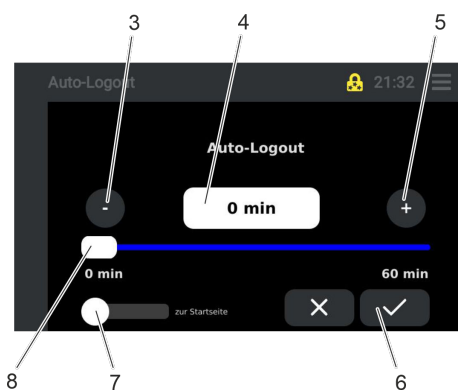 3 4 5
Auto-Logout 21:32
Auto-Logout
- 0 min +
0 min 60 min
zur Startseite
8 7 6